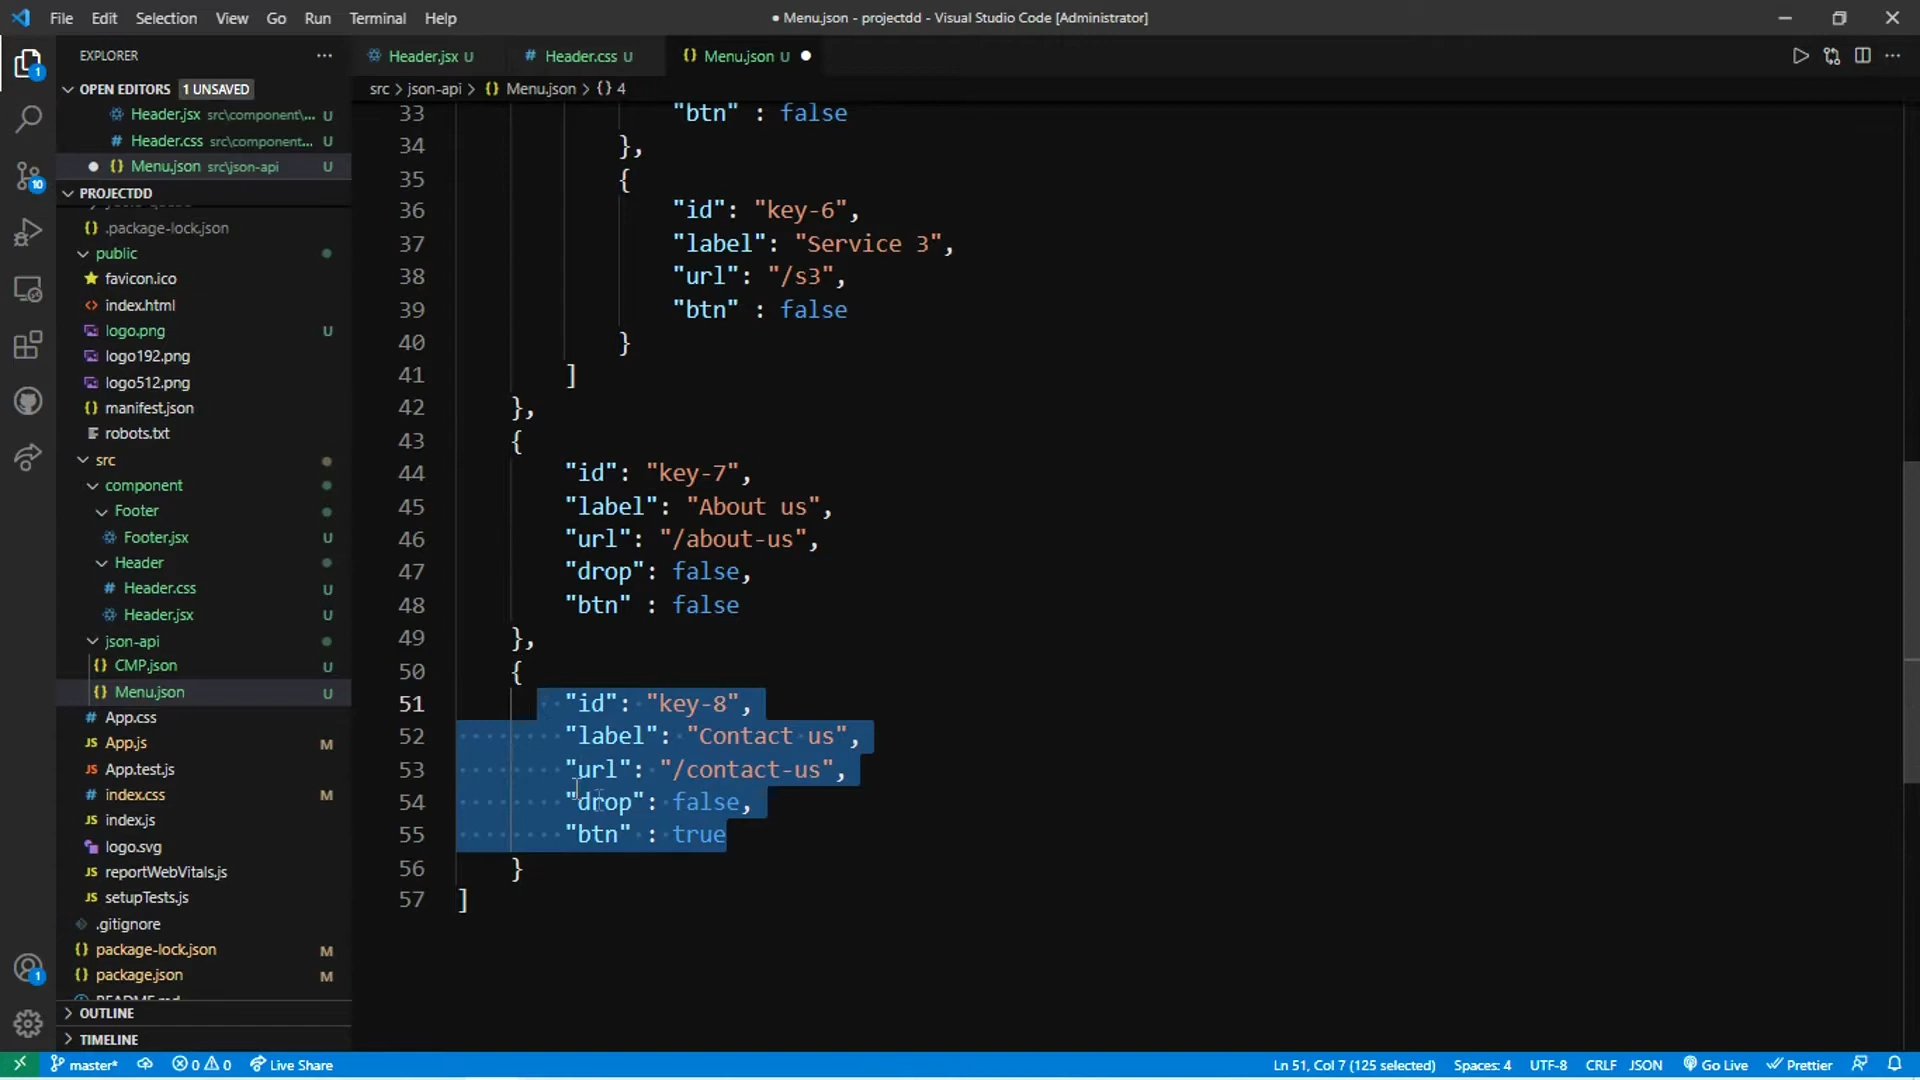 File Edit Selection View Go Run Terminal Help
● Menu.json - projectdd - Visual Studio Code [Administrator]
EXPLORER
Header.jsx U
# Header.css U
{} Menu.json U
OPEN EDITORS 1 UNSAVED
Header.jsx src\component\... U
# Header.css src\component... U
{} Menu.json src\json-api U
PROJECTDD
{} .package-lock.json
public
favicon.ico
<> index.html
logo.png U
logo192.png
logo512.png
{} manifest.json
robots.txt
src
component
Footer
Footer.jsx U
Header
# Header.css U
Header.jsx U
json-api
{} CMP.json U
{} Menu.json U
# App.css
JS App.js M
JS App.test.js
# index.css M
JS index.js
logo.svg
JS reportWebVitals.js
JS setupTests.js
.gitignore
{} package-lock.json M
{} package.json M
OUTLINE
TIMELINE
1
10
1
src > json-api > {} Menu.json > {} 4
33 "btn" : false
34 },
35 {
36 "id": "key-6",
37 "label": "Service 3",
38 "url": "/s3",
39 "btn" : false
40 }
41 ]
42 },
43 {
44 "id": "key-7",
45 "label": "About us",
46 "url": "/about-us",
47 "drop": false,
48 "btn" : false
49 },
50 {
51 "id": "key-8",
52 "label": "Contact us",
53 "url": "/contact-us",
54 "drop": false,
55 "btn" : true
56 }
57 ]
master* 0 0 Live Share
Ln 51, Col 7 (125 selected) Spaces: 4 UTF-8 CRLF JSON Go Live Prettier